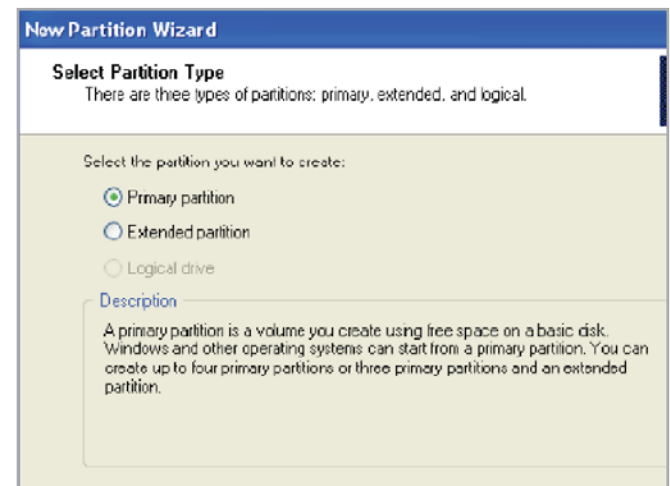 New Partition Wizard
Select Partition Type
There are three types of partitions: primary, extended, and logical.
Select the partition you want to create:
Primary partition
Extended partition
Logical drive
Description
A primary partition is a volume you create using free space on a basic disk.
Windows and other operating systems can start from a primary partition. You can
create up to four primary partitions or three primary partitions and an extended
partition.